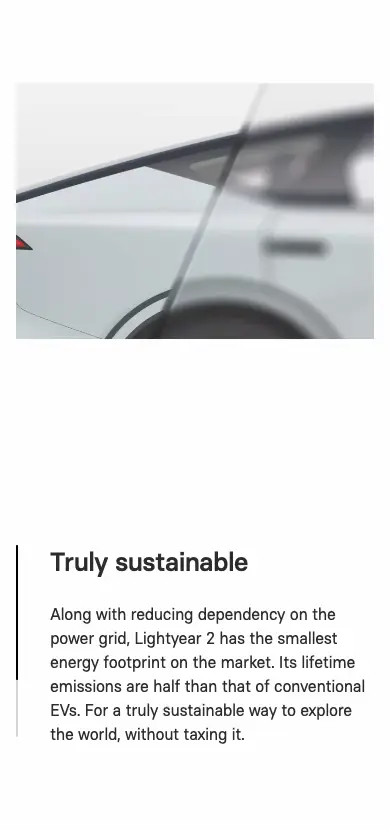 Truly sustainable
Along with reducing dependency on the
power grid, Lightyear 2 has the smallest
energy footprint on the market. Its lifetime
emissions are half than that of conventional
EVs. For a truly sustainable way to explore
the world, without taxing it.